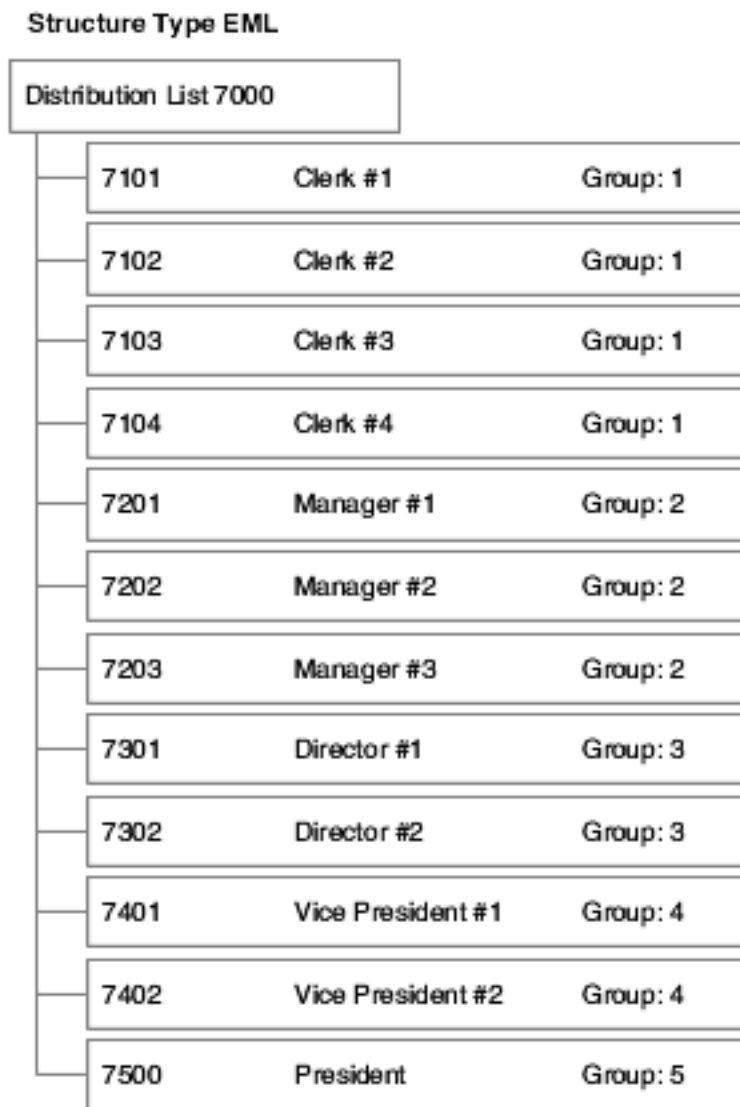 Structure Type EML
Distribution List 7000
7101 Clerk #1 Group: 1
7102 Clerk #2 Group: 1
7103 Clerk #3 Group: 1
7104 Clerk #4 Group: 1
7201 Manager #1 Group: 2
7202 Manager #2 Group: 2
7203 Manager #3 Group: 2
7301 Director #1 Group: 3
7302 Director #2 Group: 3
7401 Vice President #1 Group: 4
7402 Vice President #2 Group: 4
7500 President Group: 5